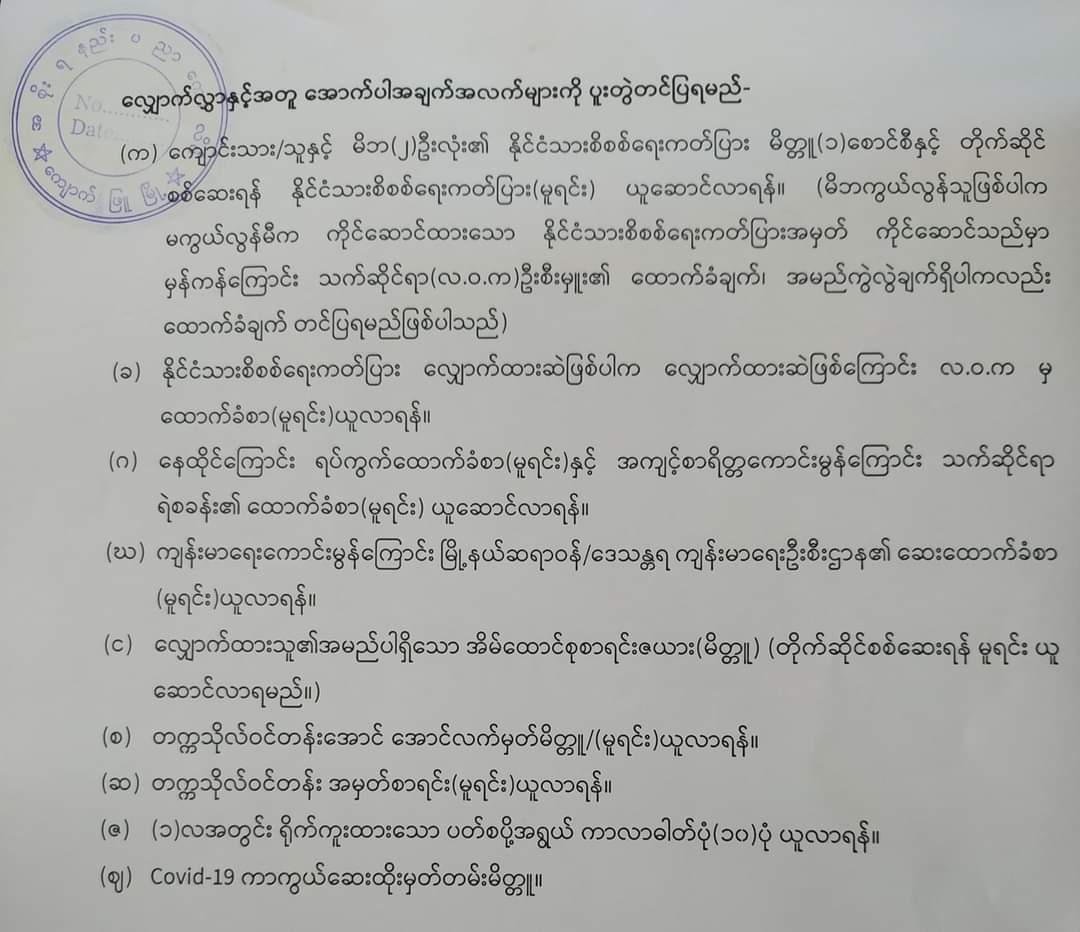 အစိုးရ နည်း ပညာ
No.
Date
ကျောက် ဖြူ မြို့
လျှောက်လွှာနှင့်အတူ အောက်ပါအချက်အလက်များကို ပူးတွဲတင်ပြရမည်-
(က) ကျောင်းသား/သူနှင့် မိဘ(၂)ဦးလုံး၏ နိုင်ငံသားစိစစ်ရေးကတ်ပြား မိတ္တူ(၁)စောင်စီနှင့် တိုက်ဆိုင်
စစ်ဆေးရန် နိုင်ငံသားစိစစ်ရေးကတ်ပြား(မူရင်း) ယူဆောင်လာရန်။ (မိဘကွယ်လွန်သူဖြစ်ပါက
မကွယ်လွန်မီက ကိုင်ဆောင်ထားသော နိုင်ငံသားစိစစ်ရေးကတ်ပြားအမှတ် ကိုင်ဆောင်သည်မှာ
မှန်ကန်ကြောင်း သက်ဆိုင်ရာ(လ.ဝ.က)ဦးစီးမှူး၏ ထောက်ခံချက်၊ အမည်ကွဲလွဲချက်ရှိပါကလည်း
ထောက်ခံချက် တင်ပြရမည်ဖြစ်ပါသည်)
(ခ) နိုင်ငံသားစိစစ်ရေးကတ်ပြား လျှောက်ထားဆဲဖြစ်ပါက လျှောက်ထားဆဲဖြစ်ကြောင်း လ.ဝ.က မှ
ထောက်ခံစာ(မူရင်း)ယူလာရန်။
(ဂ) နေထိုင်ကြောင်း ရပ်ကွက်ထောက်ခံစာ(မူရင်း)နှင့် အကျင့်စာရိတ္တကောင်းမွန်ကြောင်း သက်ဆိုင်ရာ
ရဲစခန်း၏ ထောက်ခံစာ(မူရင်း) ယူဆောင်လာရန်။
(ဃ) ကျန်းမာရေးကောင်းမွန်ကြောင်း မြို့နယ်ဆရာဝန်/ဒေသန္တရ ကျန်းမာရေးဦးစီးဌာန၏ ဆေးထောက်ခံစာ
(မူရင်း)ယူလာရန်။
(င) လျှောက်ထားသူ၏အမည်ပါရှိသော အိမ်ထောင်စုစာရင်းဇယား(မိတ္တူ) (တိုက်ဆိုင်စစ်ဆေးရန် မူရင်း ယူ
ဆောင်လာရမည်။)
(စ) တက္ကသိုလ်ဝင်တန်းအောင် အောင်လက်မှတ်မိတ္တူ/(မူရင်း)ယူလာရန်။
(ဆ) တက္ကသိုလ်ဝင်တန်း အမှတ်စာရင်း(မူရင်း)ယူလာရန်။
(ဇ) (၁)လအတွင်း ရိုက်ကူးထားသော ပတ်စပို့အရွယ် ကာလာဓါတ်ပုံ(၁၀)ပုံ ယူလာရန်။
(ဈ) Covid-19 ကာကွယ်ဆေးထိုးမှတ်တမ်းမိတ္တူ။